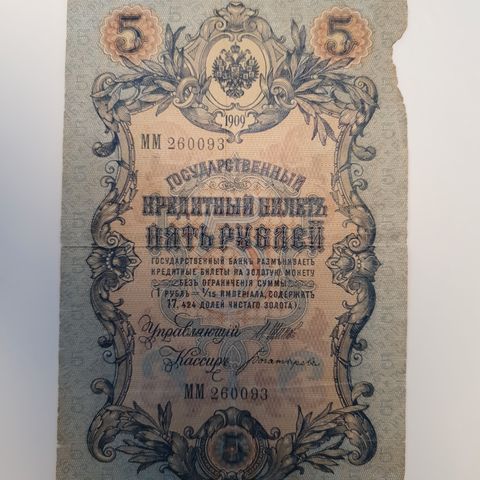 5 5
1909
ММ 260093
ГОСУДАРСТВЕННЫЙ
КРЕДИТНЫЙ БИЛЕТЪ
ПЯТЬ РУБЛЕЙ
ГОСУДАРСТВЕННЫЙ БАНКЪ РАЗМѢНИВАЕТЪ
КРЕДИТНЫЕ БИЛЕТЫ НА ЗОЛОТУЮ МОНЕТУ
БЕЗЪ ОГРАНИЧЕНІЯ СУММЫ
(1 РУБЛЬ = 1/15 ИМПЕРІАЛА, СОДЕРЖИТЪ
17,424 ДОЛЕЙ ЧИСТАГО ЗОЛОТА).
Управляющій
Кассиръ
ММ 260093
5